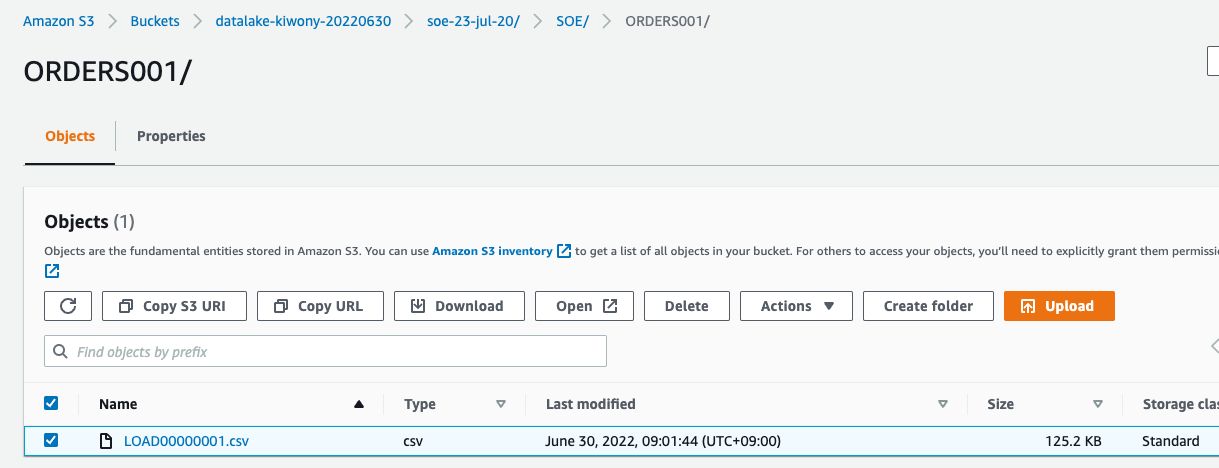 Amazon S3 > Buckets > datalake-kiwony-20220630 > soe-23-jul-20/ > SOE/ > ORDERS001/
ORDERS001/
Objects Properties
Objects (1)
Objects are the fundamental entities stored in Amazon S3. You can use Amazon S3 inventory to get a list of all objects in your bucket. For others to access your objects, you'll need to explicitly grant them permissi
Copy S3 URI Copy URL Download Open Delete Actions Create folder Upload
Find objects by prefix
Name Type Last modified Size Storage clas
LOAD00000001.csv csv June 30, 2022, 09:01:44 (UTC+09:00) 125.2 KB Standard